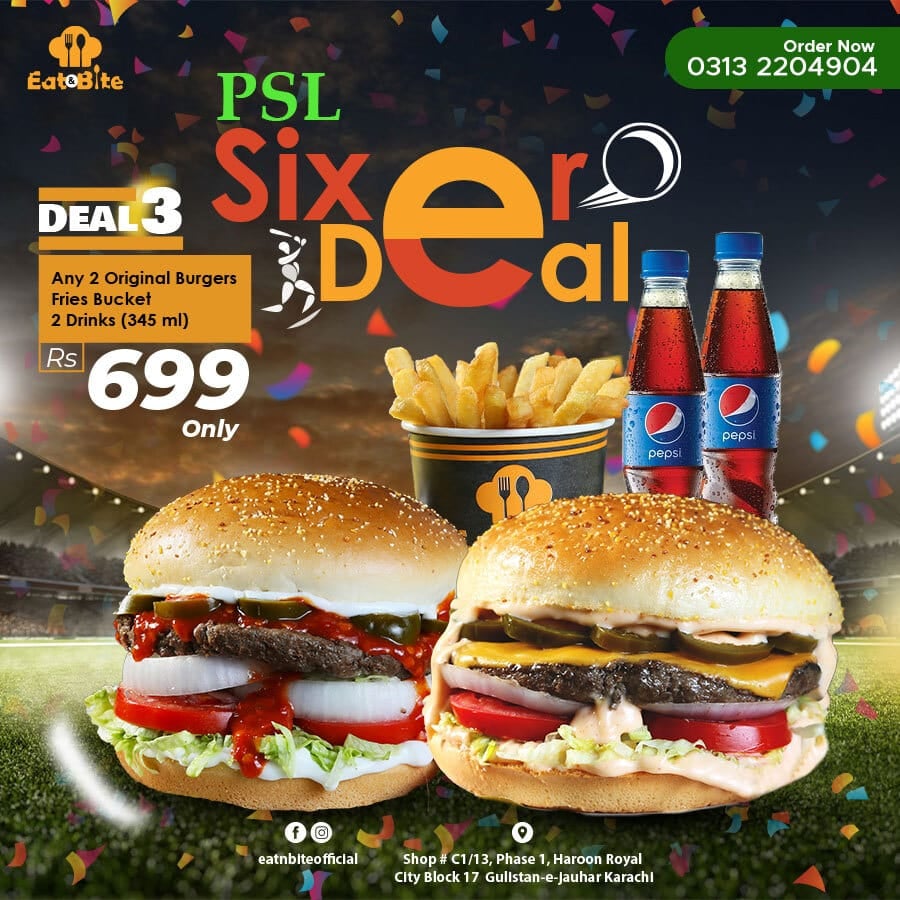 Eat&Bite
Order Now
0313 2204904
PSL
Sixer
Deal
DEAL 3
Any 2 Original Burgers
Fries Bucket
2 Drinks (345 ml)
Rs 699
Only
pepsi
pepsi
eatnbiteofficial
Shop # C1/13, Phase 1, Haroon Royal
City Block 17 Gulistan-e-Jauhar Karachi